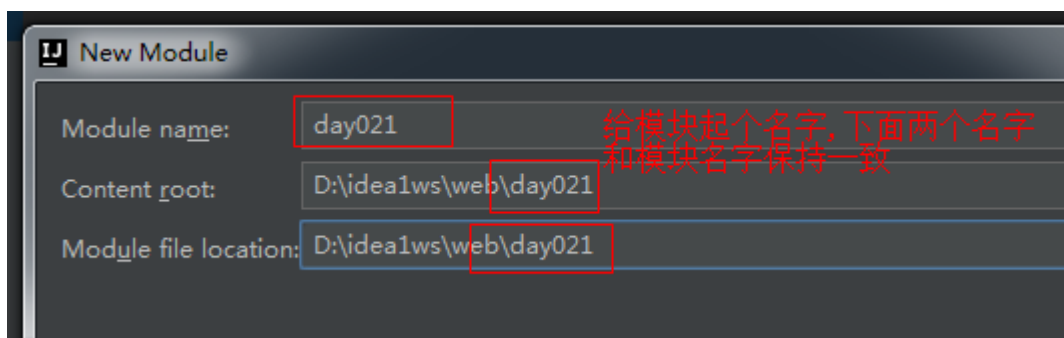 New Module
Module name: day021
给模块起个名字,下面两个名字
和模块名字保持一致
Content root: D:\idea1ws\web\day021
Module file location: D:\idea1ws\web\day021